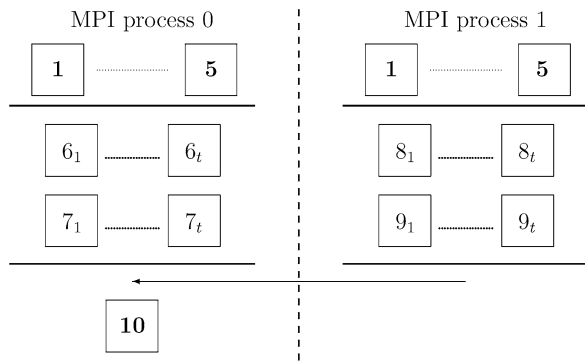 MPI process 0 MPI process 1
1 5 1 5
6₁ 6ₜ 8₁ 8ₜ
7₁ 7ₜ 9₁ 9ₜ
10